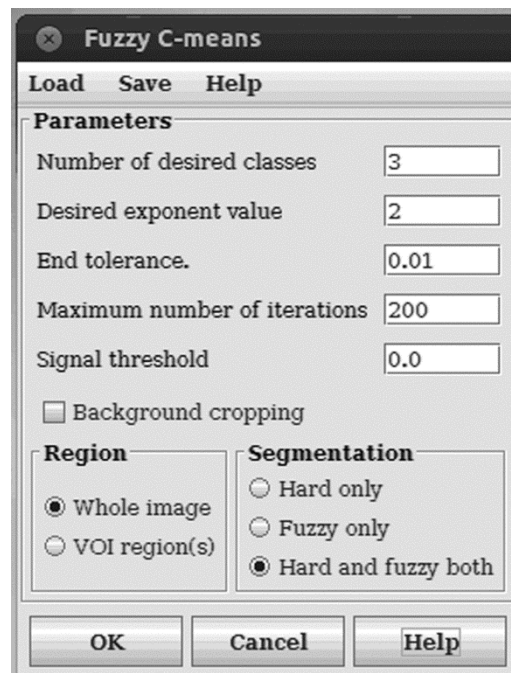 Fuzzy C-means
Load Save Help
Parameters
Number of desired classes 3
Desired exponent value 2
End tolerance. 0.01
Maximum number of iterations 200
Signal threshold 0.0
Background cropping
Region
Whole image
VOI region(s)
Segmentation
Hard only
Fuzzy only
Hard and fuzzy both
OK Cancel Help